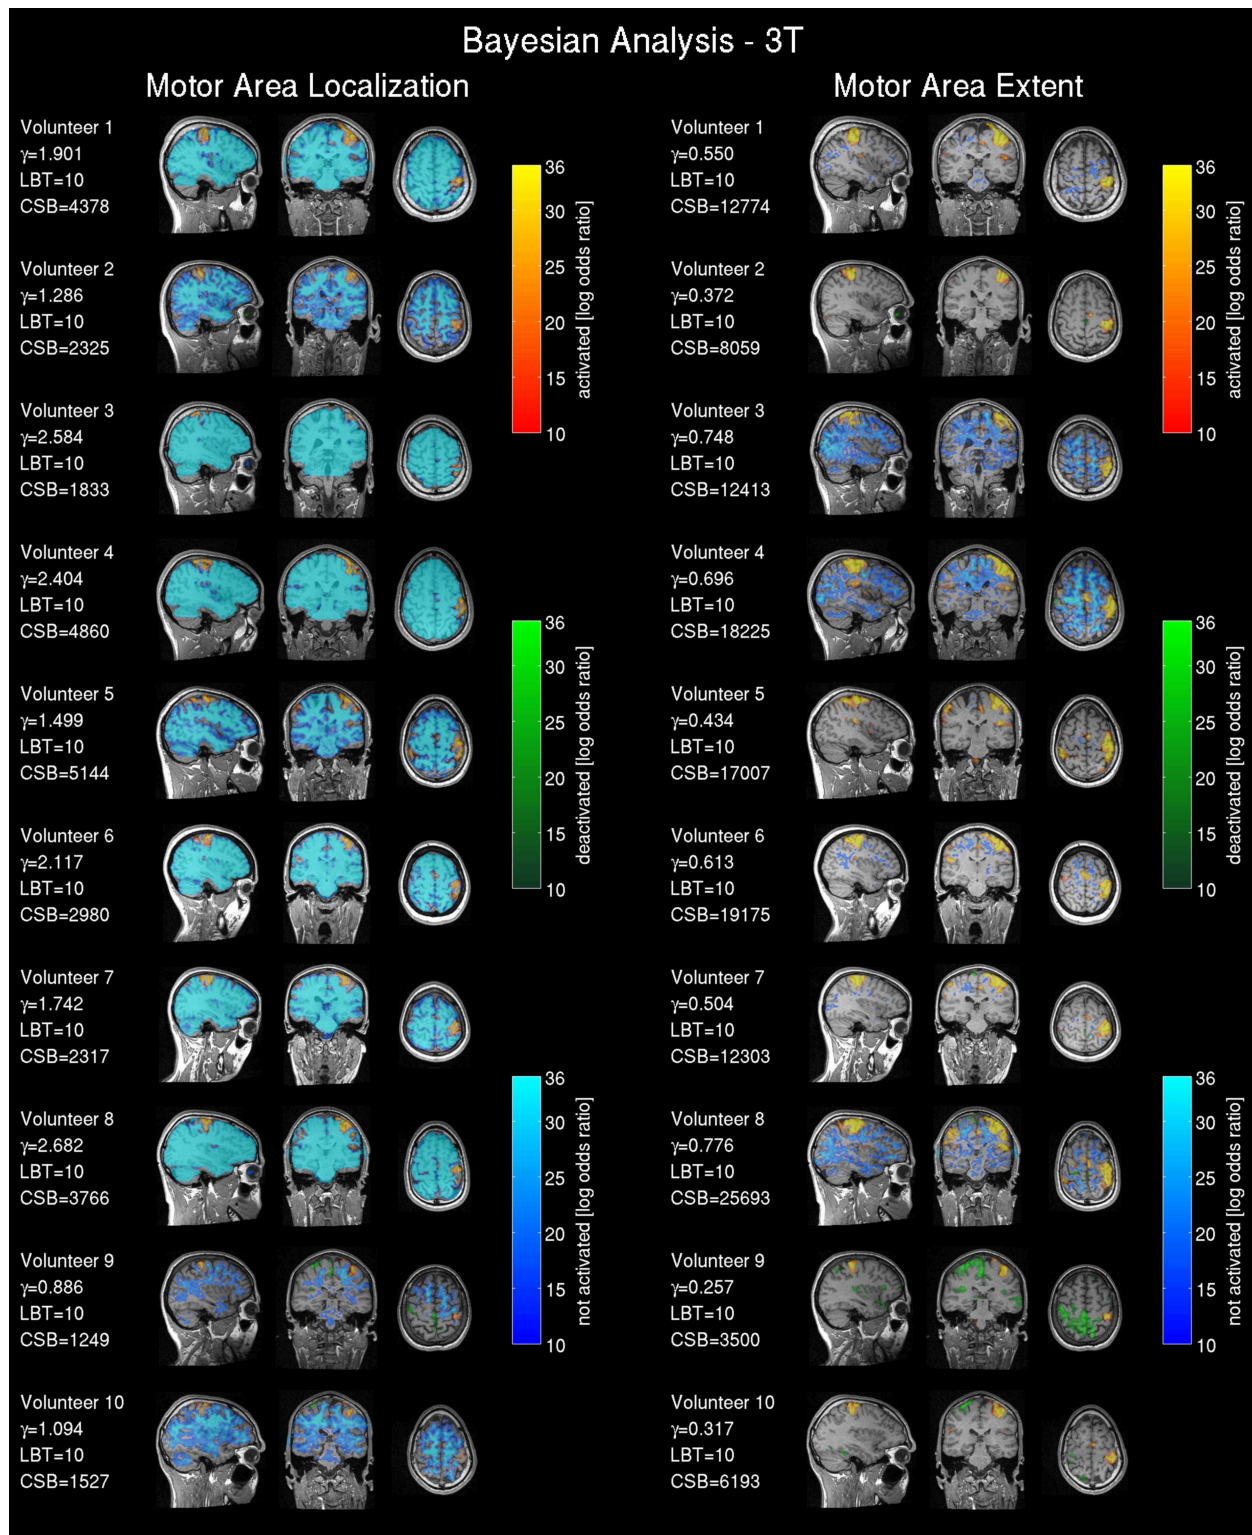 Bayesian Analysis - 3T
Motor Area Localization
Volunteer 1
γ=1.901
LBT=10
CSB=4378
Volunteer 2
γ=1.286
LBT=10
CSB=2325
Volunteer 3
γ=2.584
LBT=10
CSB=1833
Volunteer 4
γ=2.404
LBT=10
CSB=4860
Volunteer 5
γ=1.499
LBT=10
CSB=5144
Volunteer 6
γ=2.117
LBT=10
CSB=2980
Volunteer 7
γ=1.742
LBT=10
CSB=2317
Volunteer 8
γ=2.682
LBT=10
CSB=3766
Volunteer 9
γ=0.886
LBT=10
CSB=1249
Volunteer 10
γ=1.094
LBT=10
CSB=1527
36
30
25
20
15
10
activated [log odds ratio]
36
30
25
20
15
10
deactivated [log odds ratio]
36
30
25
20
15
10
not activated [log odds ratio]
Motor Area Extent
Volunteer 1
γ=0.550
LBT=10
CSB=12774
Volunteer 2
γ=0.372
LBT=10
CSB=8059
Volunteer 3
γ=0.748
LBT=10
CSB=12413
Volunteer 4
γ=0.696
LBT=10
CSB=18225
Volunteer 5
γ=0.434
LBT=10
CSB=17007
Volunteer 6
γ=0.613
LBT=10
CSB=19175
Volunteer 7
γ=0.504
LBT=10
CSB=12303
Volunteer 8
γ=0.776
LBT=10
CSB=25693
Volunteer 9
γ=0.257
LBT=10
CSB=3500
Volunteer 10
γ=0.317
LBT=10
CSB=6193
36
30
25
20
15
10
activated [log odds ratio]
36
30
25
20
15
10
deactivated [log odds ratio]
36
30
25
20
15
10
not activated [log odds ratio]